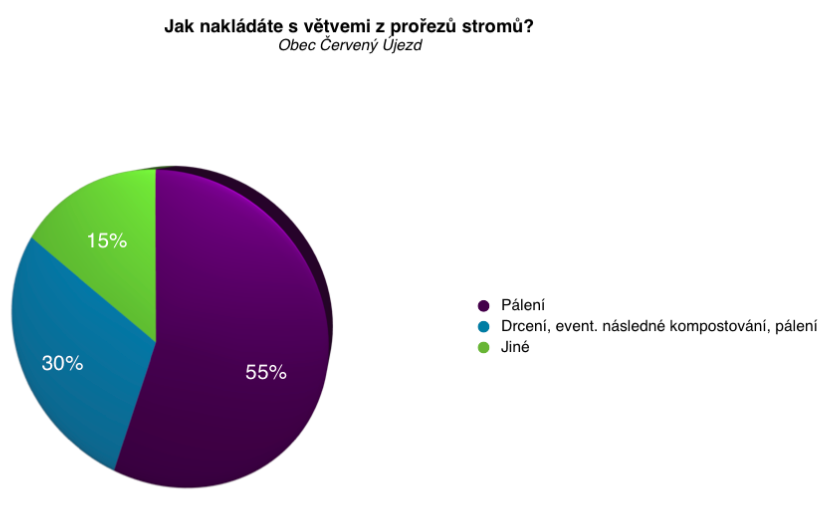 Jak nakládáte s větvemi z prořezů stromů?
Obec Červený Újezd
15%
30%
55%
Pálení
Drcení, event. následné kompostování, pálení
Jiné